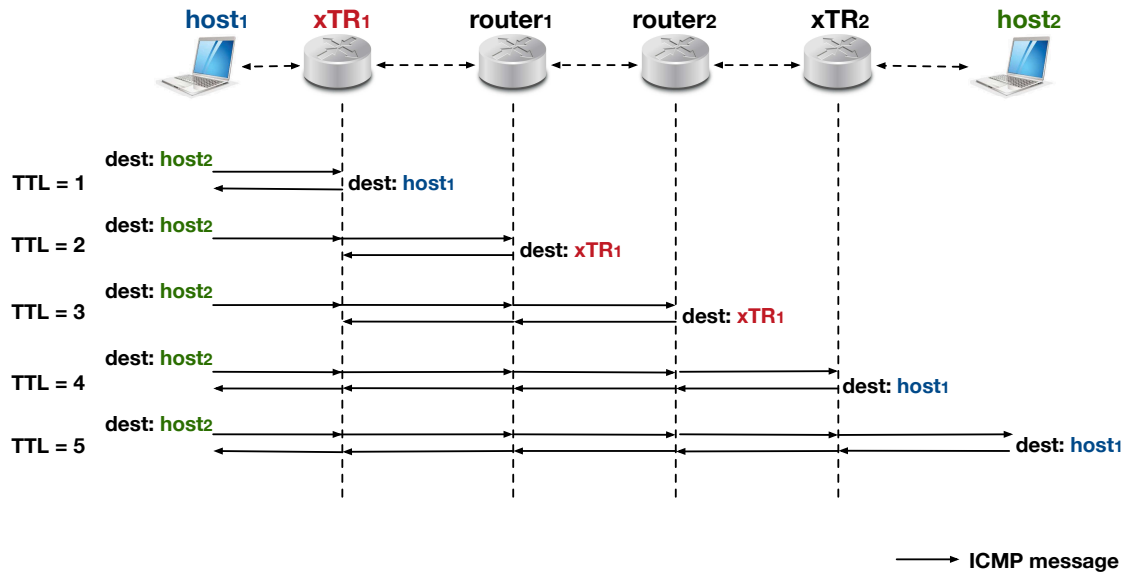 host1 xTR1 router1 router2 xTR2 host2
dest: host2
TTL = 1 dest: host1
dest: host2
TTL = 2 dest: xTR1
dest: host2
TTL = 3 dest: xTR1
dest: host2
TTL = 4 dest: host1
dest: host2
TTL = 5 dest: host1
ICMP message